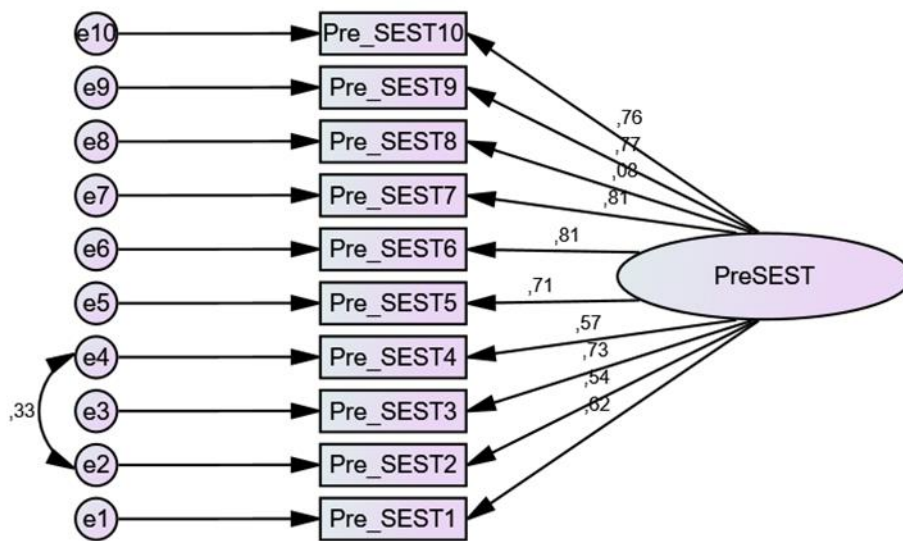 e10 Pre_SEST10
e9 Pre_SEST9
,76
e8 Pre_SEST8
,77
,08
e7 Pre_SEST7
,81
e6 Pre_SEST6
,81
PreSEST
e5 Pre_SEST5
,71
e4 Pre_SEST4
,57
,73
,33
e3 Pre_SEST3
,54
,62
e2 Pre_SEST2
e1 Pre_SEST1